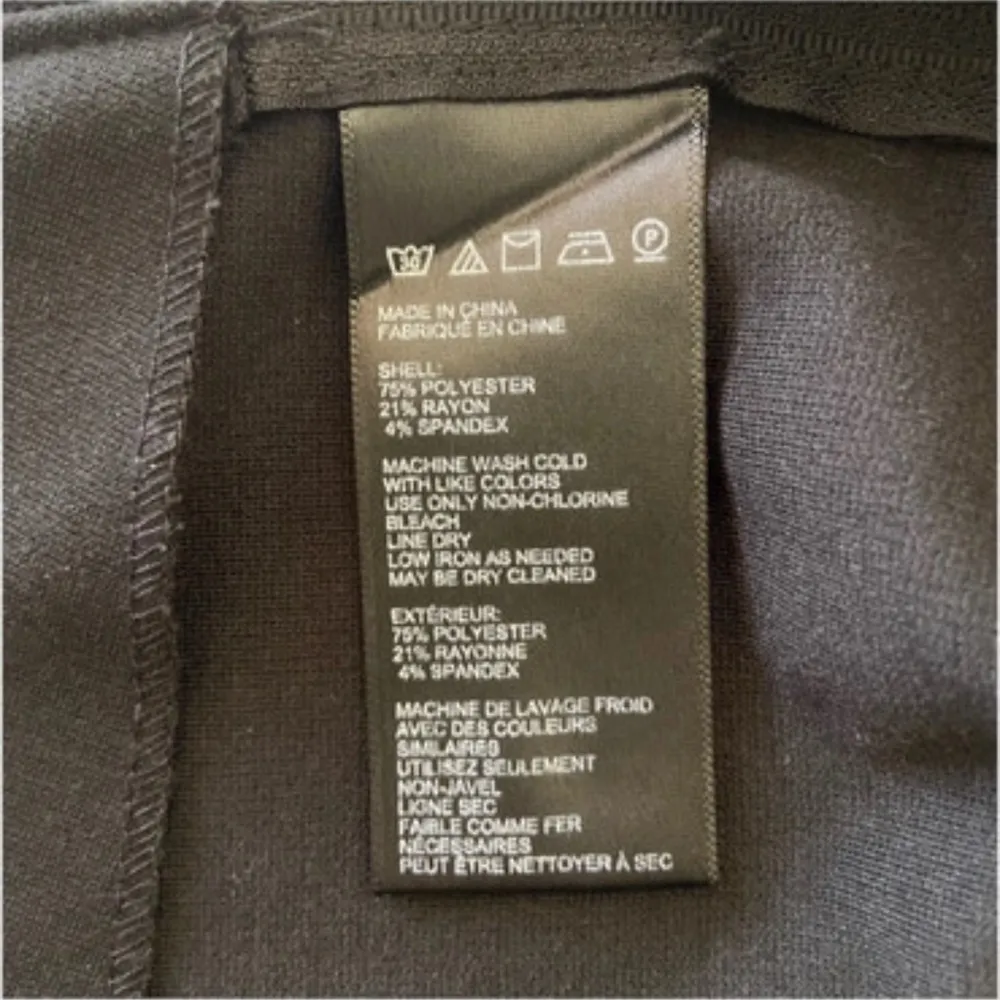 30
P
MADE IN CHINA
FABRIQUÉ EN CHINE
SHELL:
75% POLYESTER
21% RAYON
4% SPANDEX
MACHINE WASH COLD
WITH LIKE COLORS
USE ONLY NON-CHLORINE
BLEACH
LINE DRY
LOW IRON AS NEEDED
MAY BE DRY CLEANED
EXTÉRIEUR:
75% POLYESTER
21% RAYONNE
4% SPANDEX
MACHINE DE LAVAGE FROID
AVEC DES COULEURS
SIMILAIRES
UTILISEZ SEULEMENT
NON-JAVEL
LIGNE SEC
FAIBLE COMME FER
NÉCESSAIRES
PEUT ÊTRE NETTOYER À SEC